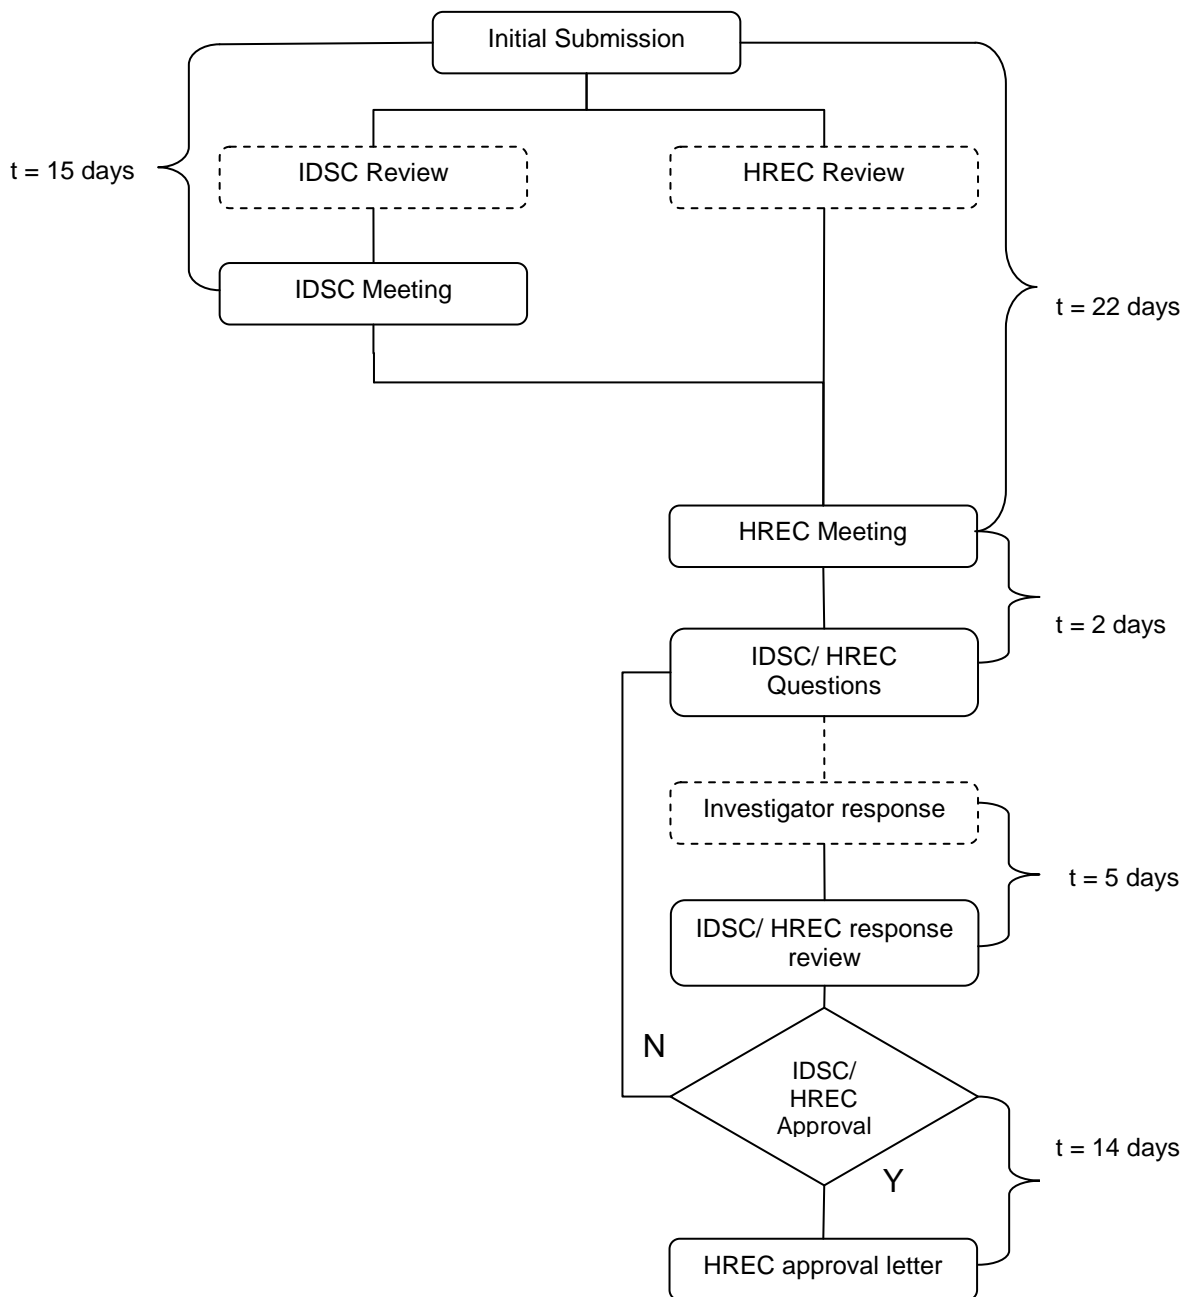 Initial Submission
t = 15 days
IDSC Review
HREC Review
IDSC Meeting
t = 22 days
HREC Meeting
t = 2 days
IDSC/ HREC
Questions
Investigator response
t = 5 days
IDSC/ HREC response
review
N
IDSC/
HREC
Approval
t = 14 days
Y
HREC approval letter